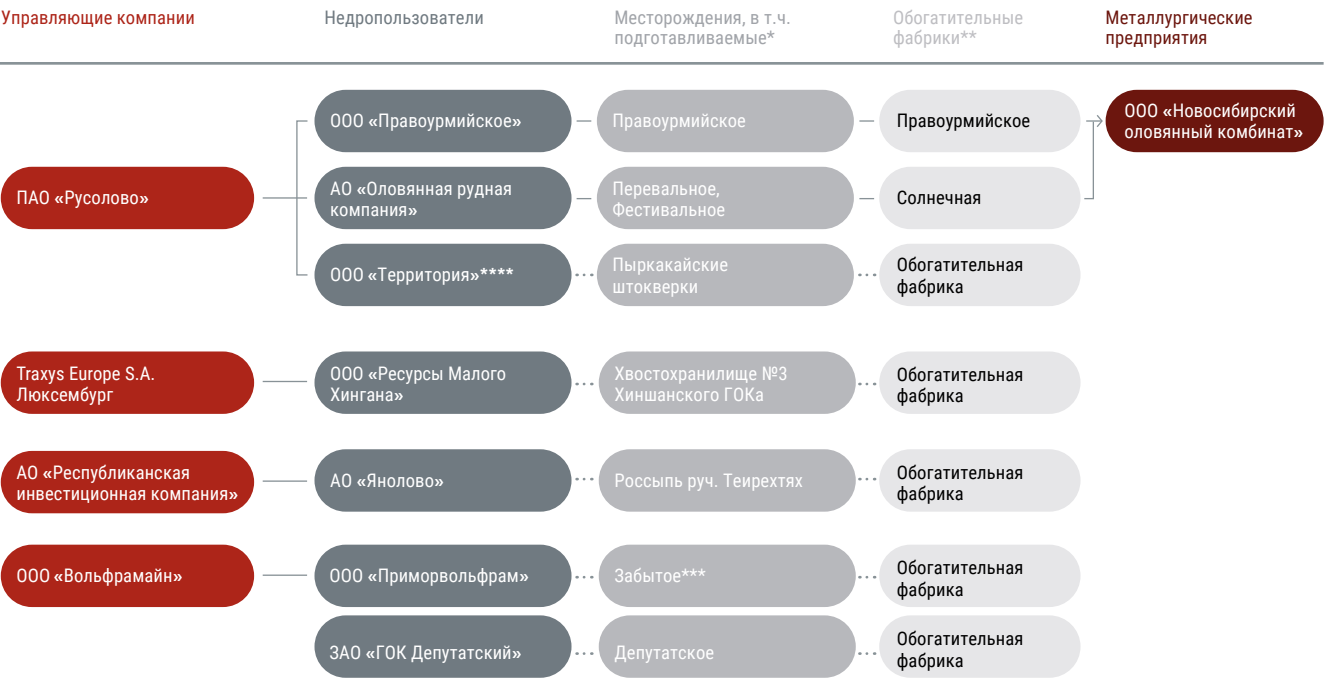 Управляющие компании
Недропользователи
Месторождения, в т.ч.
подготавливаемые*
Обогатительные
фабрики**
Металлургические
предприятия
ПАО «Русолово»
ООО «Правоурмийское»
Правоурмийское
Правоурмийское
ООО «Новосибирский
оловянный комбинат»
АО «Оловянная рудная
компания»
Перевальное,
Фестивальное
Солнечная
ООО «Территория»****
Пыркакайские
штокверки
Обогатительная
фабрика
Traxys Europe S.A.
Люксембург
ООО «Ресурсы Малого
Хингана»
Хвостохранилище №3
Хиншанского ГОКа
Обогатительная
фабрика
АО «Республиканская
инвестиционная компания»
АО «Янолово»
Россыпь руч. Теирехтях
Обогатительная
фабрика
ООО «Вольфрамайн»
ООО «Приморвольфрам»
Забытое***
Обогатительная
фабрика
ЗАО «ГОК Депутатский»
Депутатское
Обогатительная
фабрика